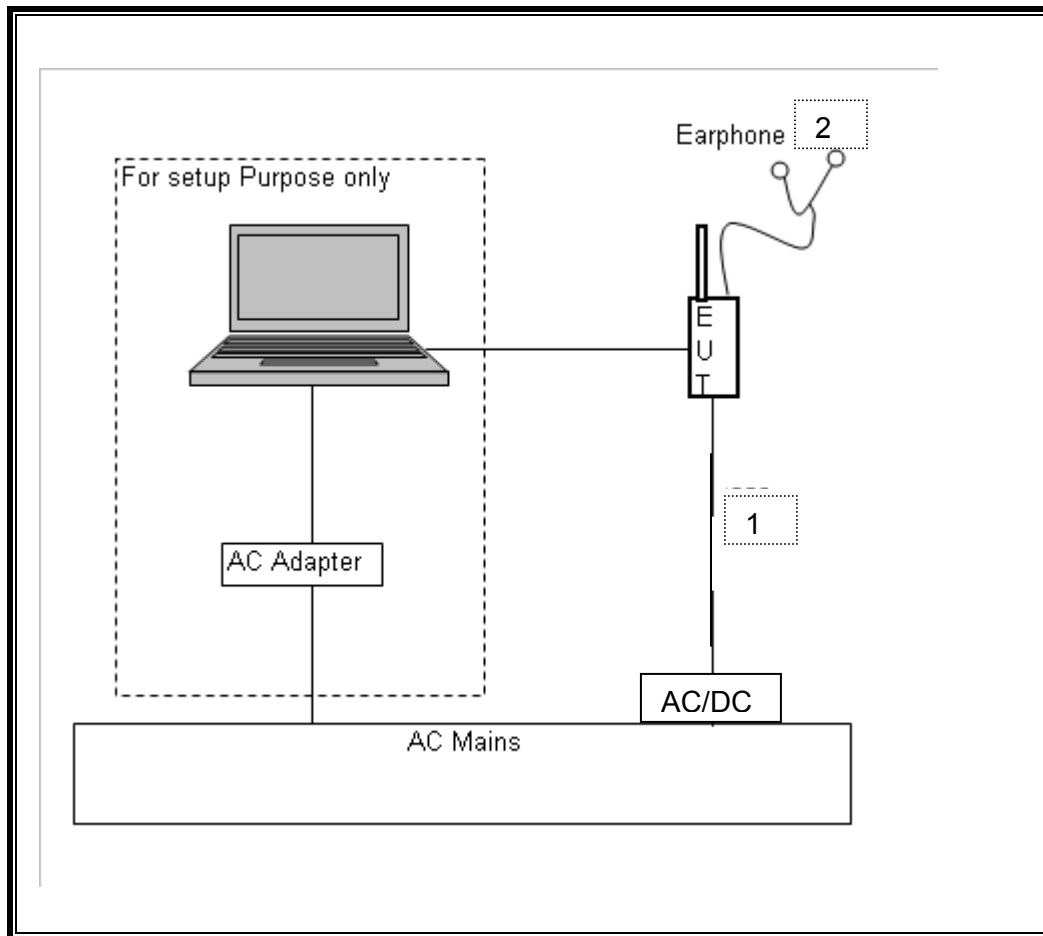 Earphone 2
For setup Purpose only
E
U
T
1
AC Adapter
AC/DC
AC Mains